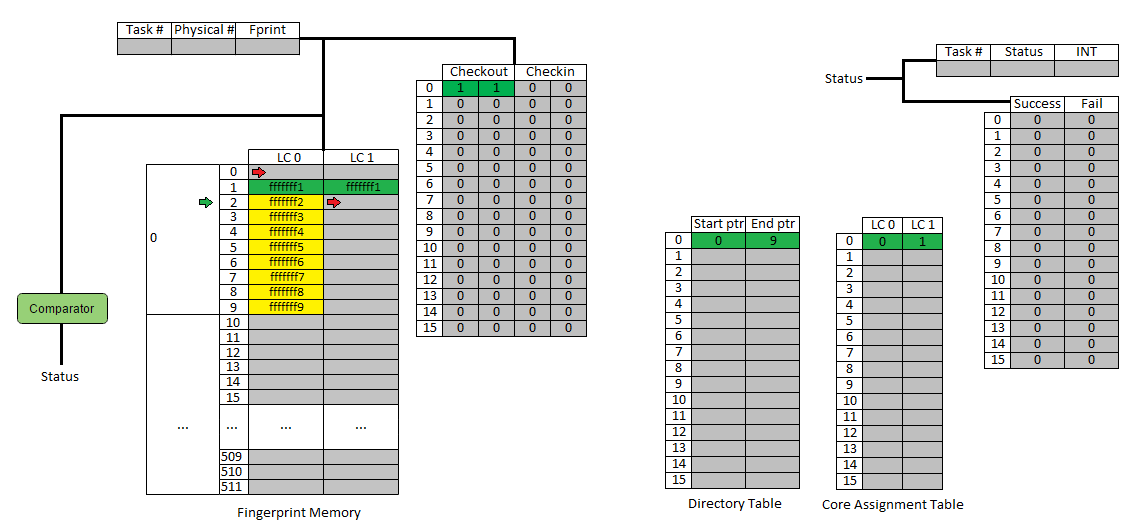 Task # Physical # Fprint
Checkout Checkin
0 1 1 0 0
1 0 0 0 0
2 0 0 0 0
3 0 0 0 0
4 0 0 0 0
5 0 0 0 0
6 0 0 0 0
7 0 0 0 0
8 0 0 0 0
9 0 0 0 0
10 0 0 0 0
11 0 0 0 0
12 0 0 0 0
13 0 0 0 0
14 0 0 0 0
15 0 0 0 0
LC 0 LC 1
0
0
1 fffffff1 fffffff1
2 fffffff2
3 fffffff3
4 fffffff4
5 fffffff5
6 fffffff6
7 fffffff7
8 fffffff8
9 fffffff9
10
11
12
13
14
15
... ... ... ...
509
510
511
Fingerprint Memory
Comparator
Status
Start ptr End ptr
0 0 9
1
2
3
4
5
6
7
8
9
10
11
12
13
14
15
Directory Table
LC 0 LC 1
0 0 1
1
2
3
4
5
6
7
8
9
10
11
12
13
14
15
Core Assignment Table
Status
Task # Status INT
Success Fail
0 0 0
1 0 0
2 0 0
3 0 0
4 0 0
5 0 0
6 0 0
7 0 0
8 0 0
9 0 0
10 0 0
11 0 0
12 0 0
13 0 0
14 0 0
15 0 0